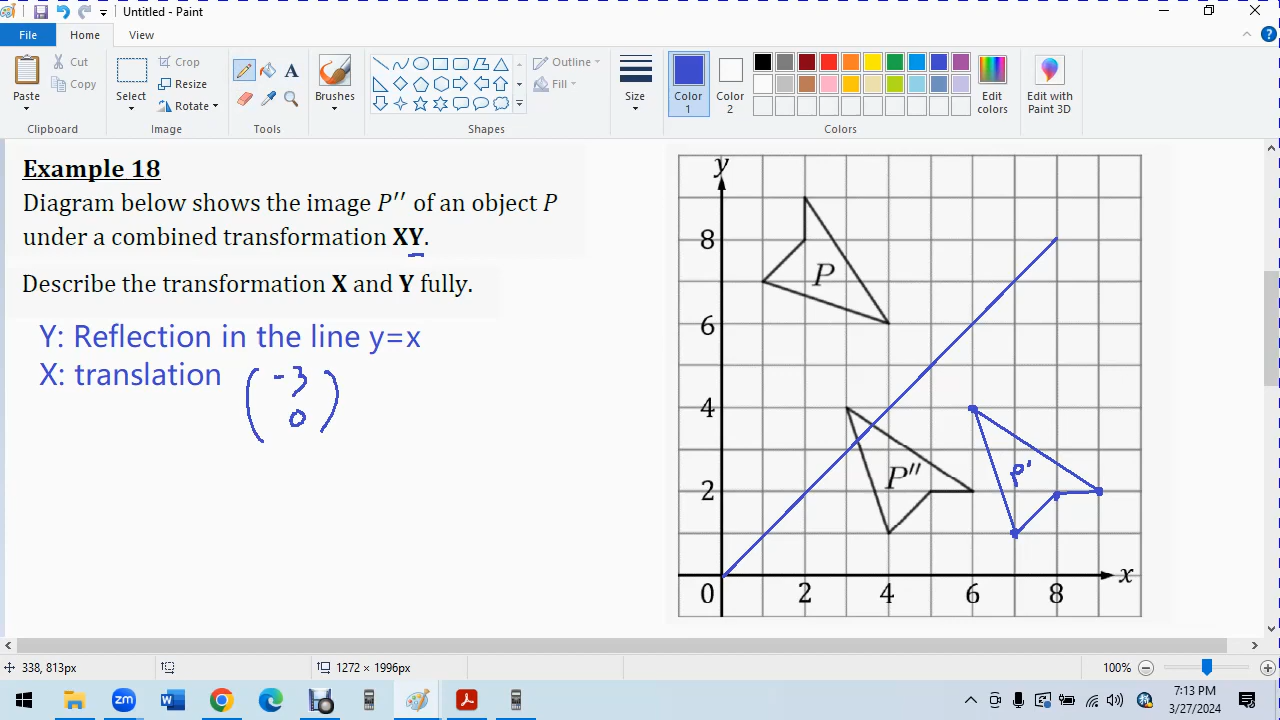 Untitled - Paint
File
Home
View
Paste
Cut
Copy
Clipboard
Select
Crop
Resize
Rotate
Image
A
Tools
Brushes
Outline
Fill
Shapes
Size
Color
1
Color
2
Edit
colors
Edit with
Paint 3D
Colors
Example 18
Diagram below shows the image P′′ of an object P
under a combined transformation XY.
Describe the transformation X and Y fully.
Y: Reflection in the line y=x
X: translation
( -3
0 )
y
8
P
6
4
P′′
P'
2
0
2
4
6
8
x
338, 813px
1272 × 1996px
100%
zm
W
7:13 PM
3/27/2024